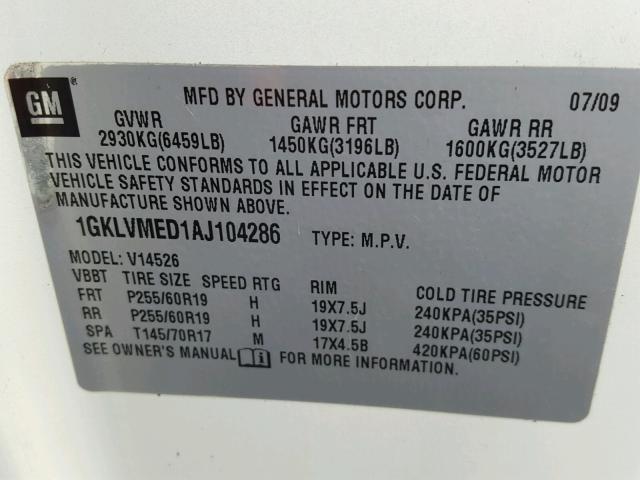 GM ®
MFD BY GENERAL MOTORS CORP. 07/09
GVWR GAWR FRT GAWR RR
2930KG(6459LB) 1450KG(3196LB) 1600KG(3527LB)
THIS VEHICLE CONFORMS TO ALL APPLICABLE U.S. FEDERAL MOTOR
VEHICLE SAFETY STANDARDS IN EFFECT ON THE DATE OF
MANUFACTURE SHOWN ABOVE.
1GKLVMED1AJ104286 TYPE: M.P.V.
MODEL: V14526
VBBT TIRE SIZE SPEED RTG RIM COLD TIRE PRESSURE
FRT P255/60R19 H 19X7.5J 240KPA(35PSI)
RR P255/60R19 H 19X7.5J 240KPA(35PSI)
SPA T145/70R17 M 17X4.5B 420KPA(60PSI)
SEE OWNER'S MANUAL FOR MORE INFORMATION.